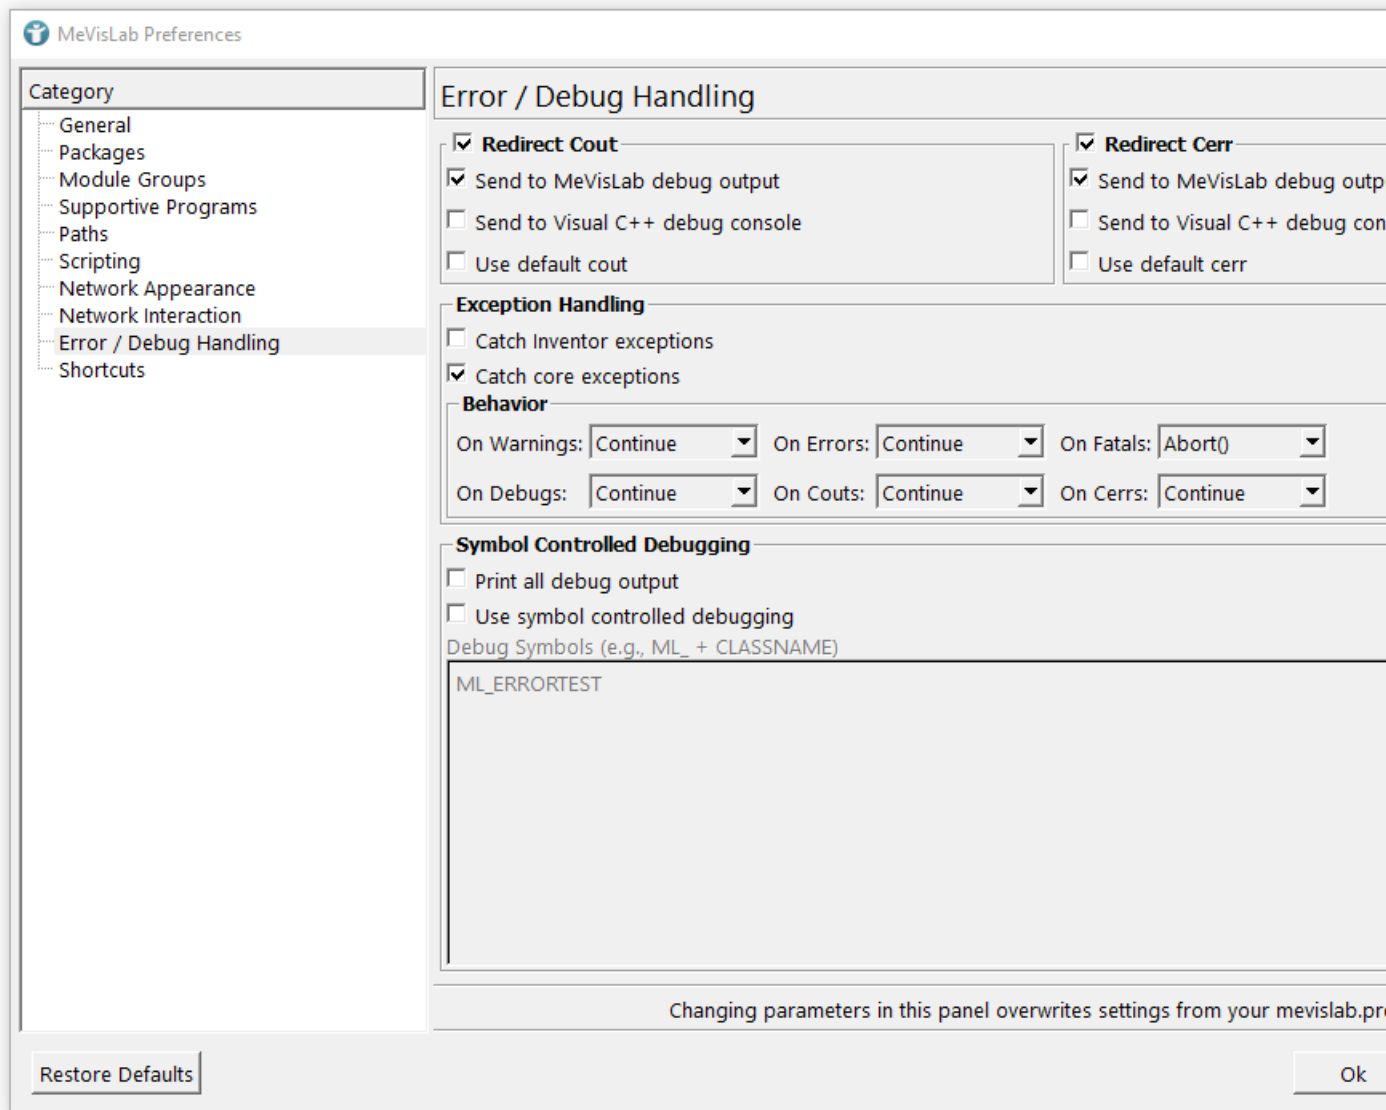 MeVisLab Preferences
Category
General
Packages
Module Groups
Supportive Programs
Paths
Scripting
Network Appearance
Network Interaction
Error / Debug Handling
Shortcuts
Error / Debug Handling
Redirect Cout
Send to MeVisLab debug output
Send to Visual C++ debug console
Use default cout
Redirect Cerr
Send to MeVisLab debug outp
Send to Visual C++ debug con
Use default cerr
Exception Handling
Catch Inventor exceptions
Catch core exceptions
Behavior
On Warnings: Continue On Errors: Continue On Fatals: Abort()
On Debugs: Continue On Couts: Continue On Cerrs: Continue
Symbol Controlled Debugging
Print all debug output
Use symbol controlled debugging
Debug Symbols (e.g., ML_ + CLASSNAME)
ML_ERRORTEST
Changing parameters in this panel overwrites settings from your mevislab.pr
Restore Defaults
Ok